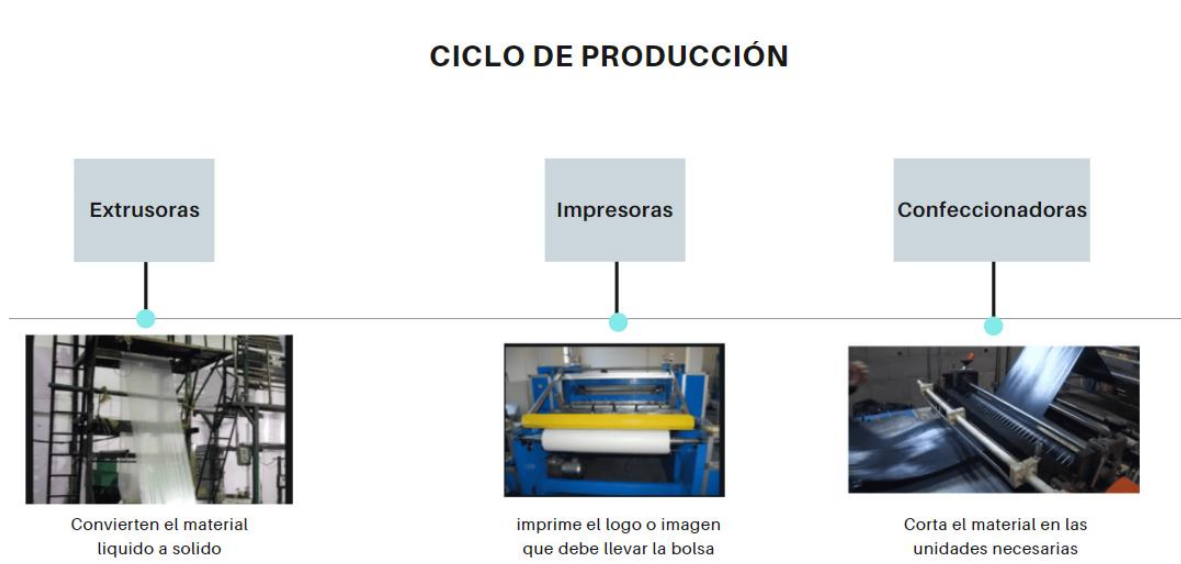 CICLO DE PRODUCCIÓN
Extrusoras
Impresoras
Confeccionadoras
Convierten el material
liquido a solido
imprime el logo o imagen
que debe llevar la bolsa
Corta el material en las
unidades necesarias